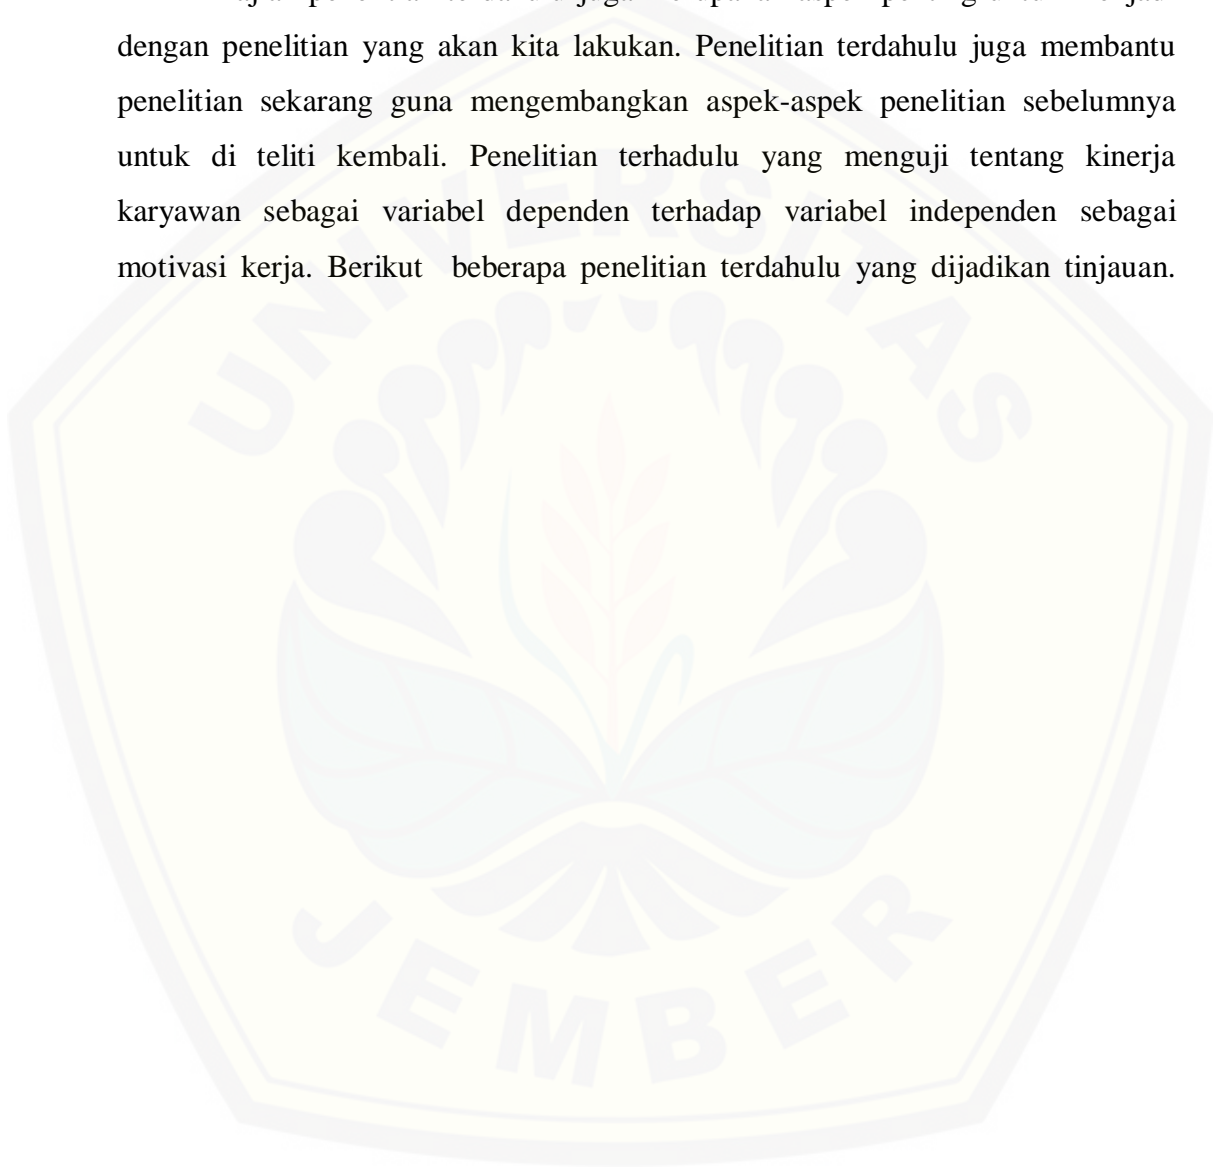 dengan penelitian yang akan kita lakukan. Penelitian terdahulu juga membantu
penelitian sekarang guna mengembangkan aspek-aspek penelitian sebelumnya
untuk di teliti kembali. Penelitian terhadulu yang menguji tentang kinerja
karyawan sebagai variabel dependen terhadap variabel independen sebagai
motivasi kerja. Berikut beberapa penelitian terdahulu yang dijadikan tinjauan.
UNIVERSITAS
JEMBER